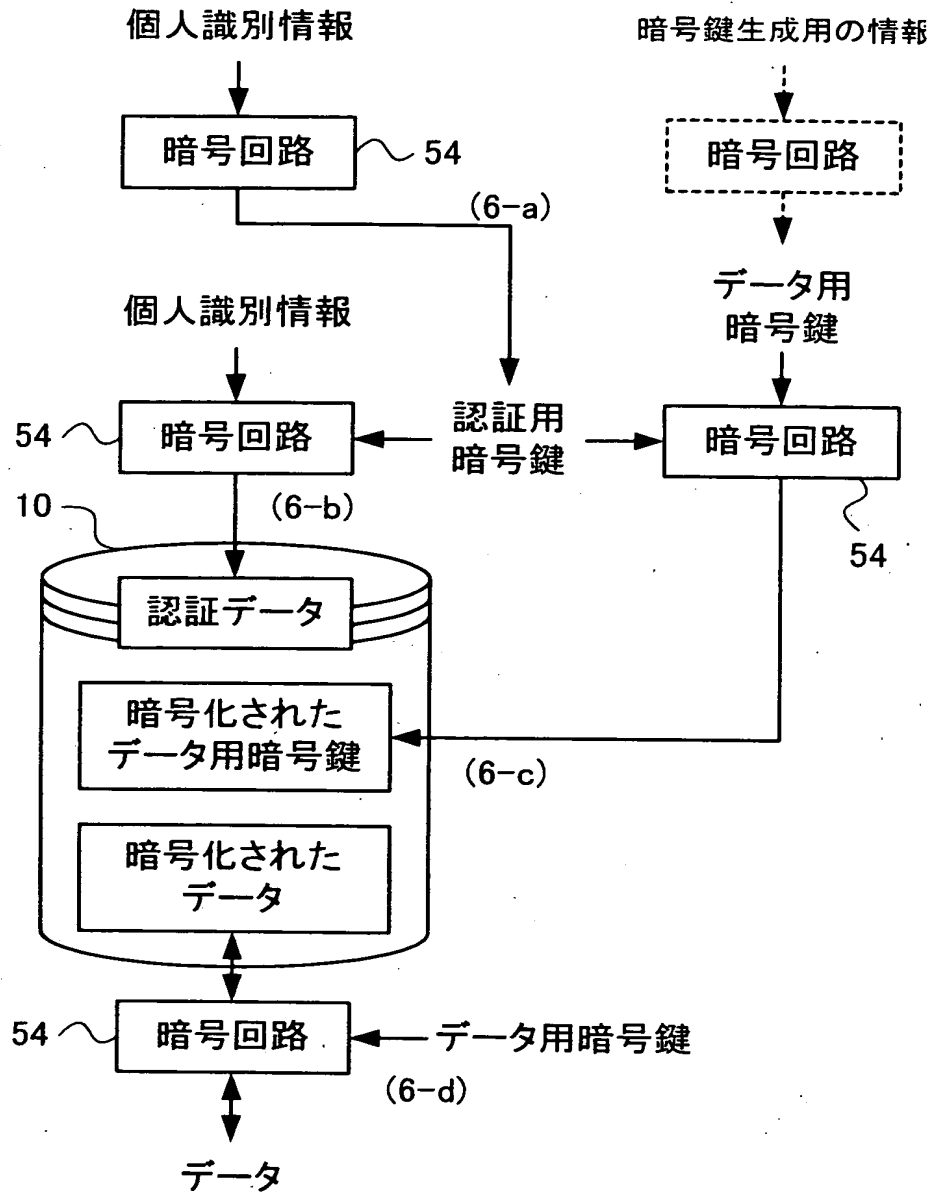 個人識別情報
暗号鍵生成用の情報
暗号回路
54
暗号回路
(6-a)
データ用
暗号鍵
個人識別情報
54
暗号回路
認証用
暗号鍵
暗号回路
54
(6-b)
10
認証データ
暗号化された
データ用暗号鍵
(6-c)
暗号化された
データ
54
暗号回路
データ用暗号鍵
(6-d)
データ